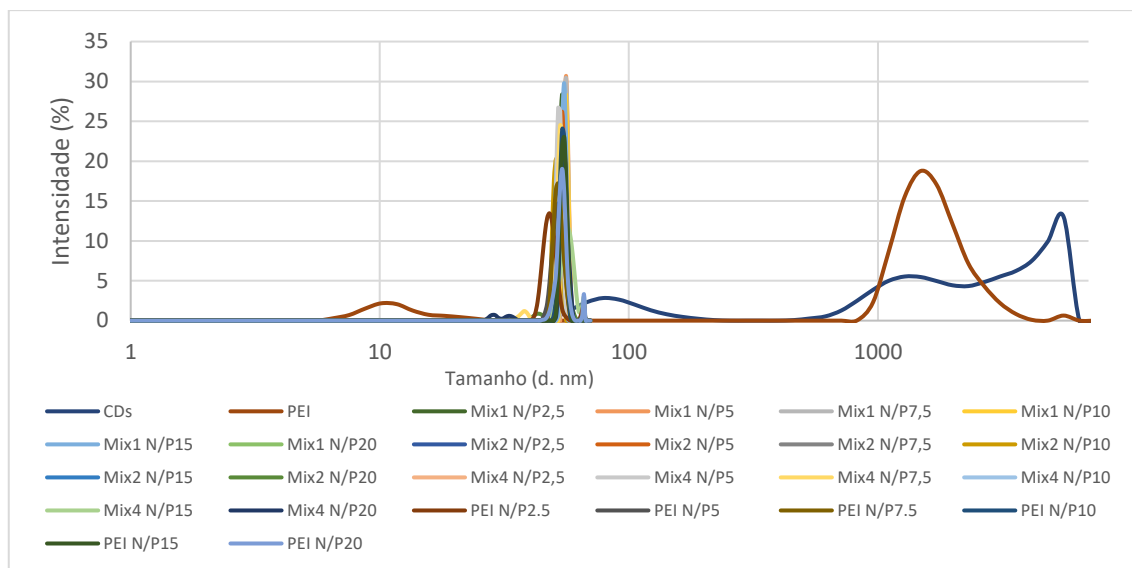 35
30
25
20
15
10
5
0
Intensidade (%)
1 10 100 1000
Tamanho (d. nm)
CDs PEI Mix1 N/P2,5 Mix1 N/P5 Mix1 N/P7,5 Mix1 N/P10
Mix1 N/P15 Mix1 N/P20 Mix2 N/P2,5 Mix2 N/P5 Mix2 N/P7,5 Mix2 N/P10
Mix2 N/P15 Mix2 N/P20 Mix4 N/P2,5 Mix4 N/P5 Mix4 N/P7,5 Mix4 N/P10
Mix4 N/P15 Mix4 N/P20 PEI N/P2.5 PEI N/P5 PEI N/P7.5 PEI N/P10
PEI N/P15 PEI N/P20